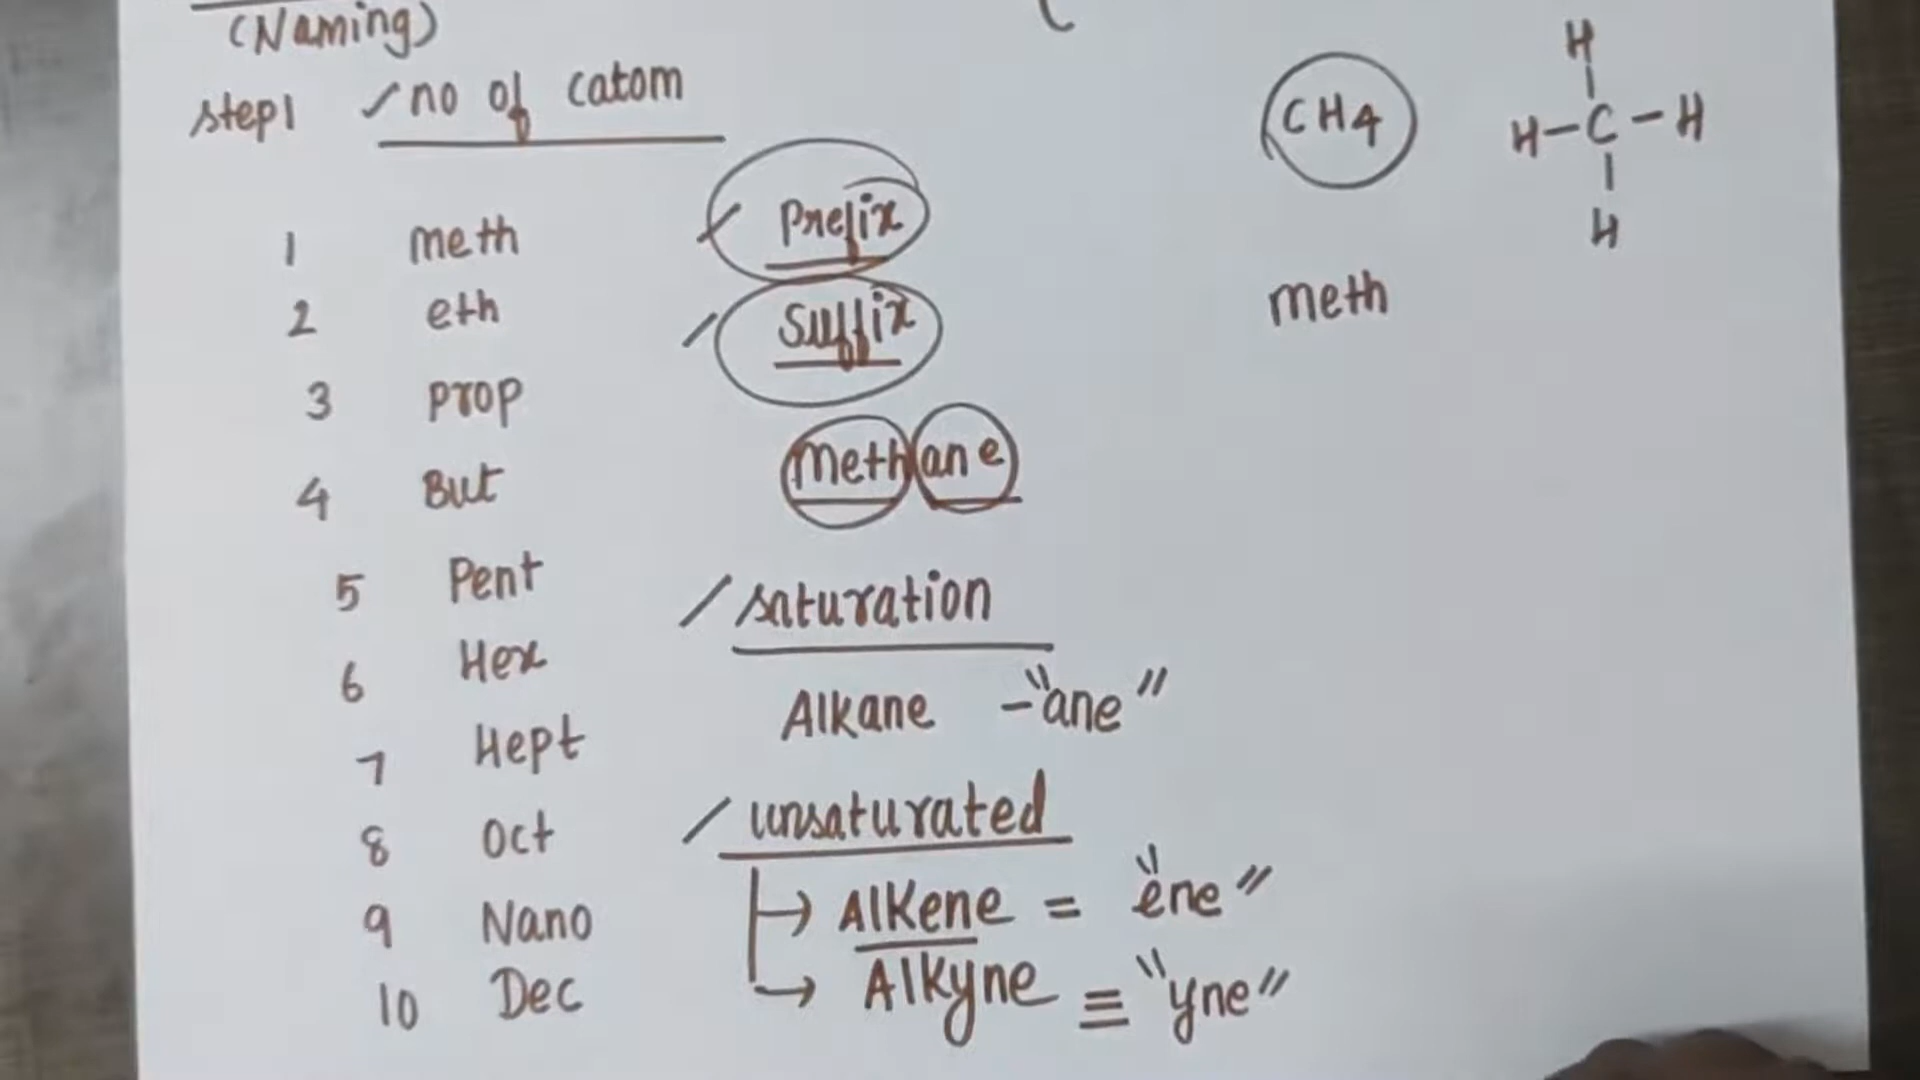 (Naming)
step1 ✓no of catom
1 meth
2 eth
3 prop
4 But
5 Pent
6 Hex
7 Hept
8 Oct
9 Nano
10 Dec
Prefix
Suffix
Methane
saturation
Alkane - "ane"
unsaturated
→ Alkene = "ene"
→ Alkyne ≡ "yne"
CH4
H
H-C-H
H
meth